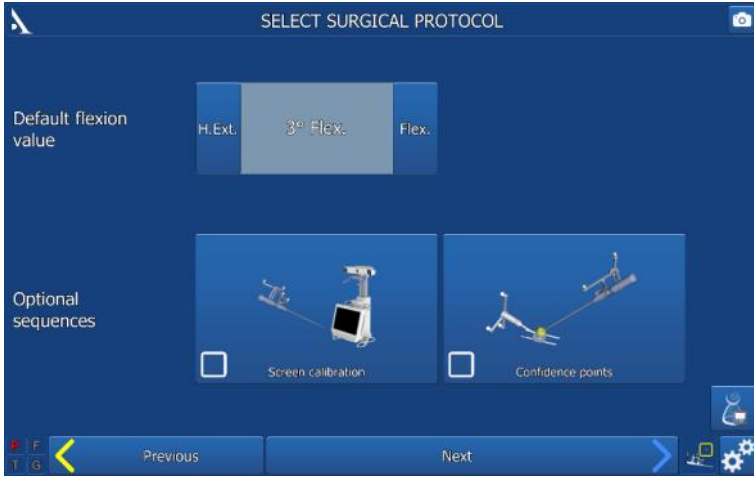 SELECT SURGICAL PROTOCOL
Default flexion
value
H.Ext.
3° Flex.
Flex.
Optional
sequences
Screen calibration
Confidence points
P F
T G
Previous
Next